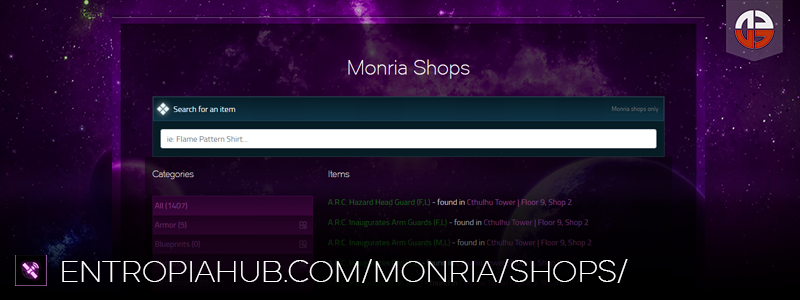 Monria Shops
Search for an item
Monria shops only.
ie: Flame Pattern Shirt...
Categories
Items
All (1407)
A.R.C. Hazard Head Guard (F,L) - found in Cthulhu Tower | Floor 9, Shop 2
Armor (5)
A.R.C. Inaugurates Arm Guards (F,L) - found in Cthulhu Tower | Floor 9, Shop 2
Blueprints (0)
A.R.C. Inaugurates Arm Guards (M,L) - found in Cthulhu Tower | Floor 9, Shop 2
ENTROPIAHUB.COM/MONRIA/SHOPS/